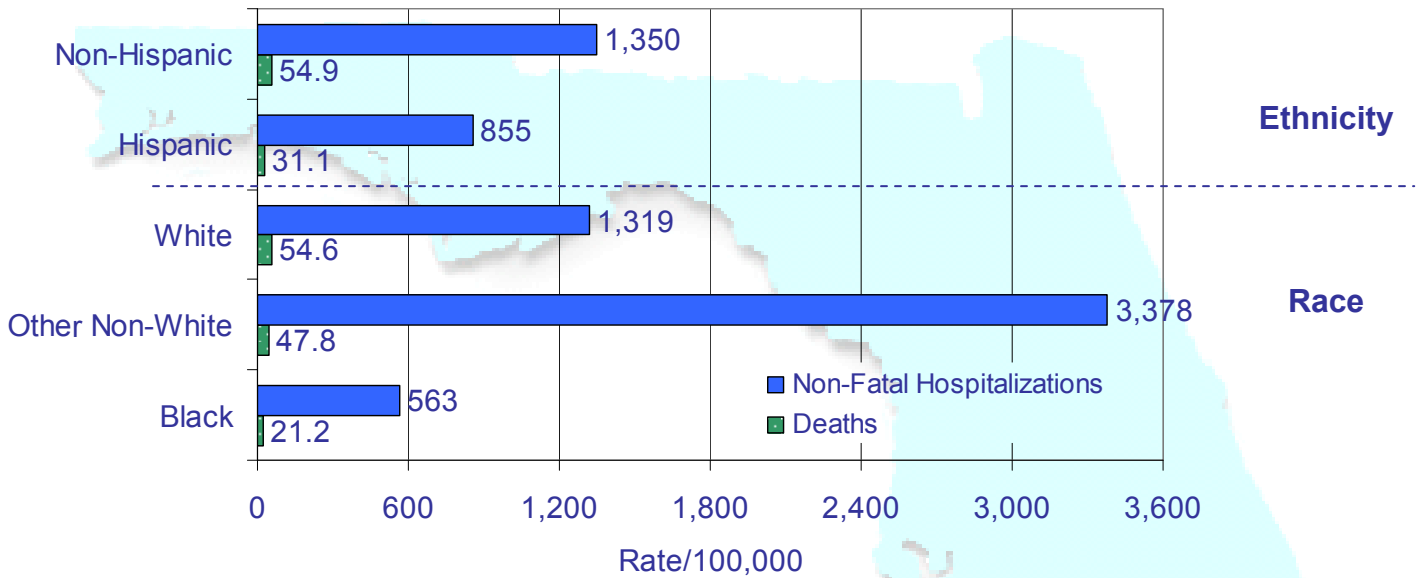 Non-Hispanic
1,350
54.9
Hispanic
855
31.1
Ethnicity
White
1,319
54.6
Other Non-White
3,378
47.8
Race
Black
563
21.2
Non-Fatal Hospitalizations
Deaths
0 600 1,200 1,800 2,400 3,000 3,600
Rate/100,000